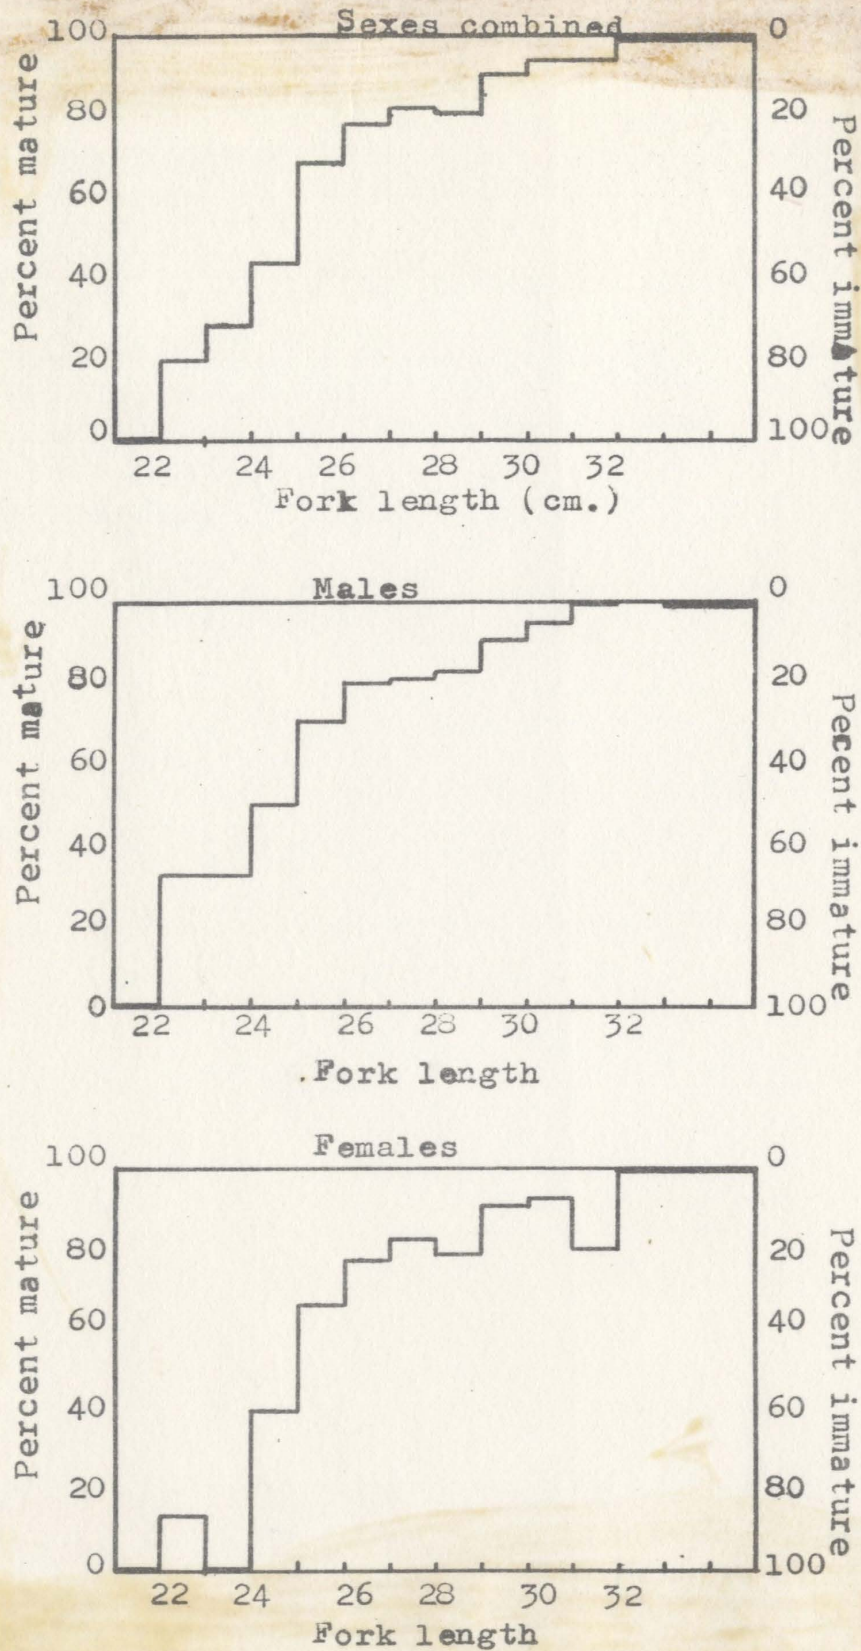 Sexes combined
100
80
60
40
20
0
Percent mature
0
20
40
60
80
100
Percent immature
22 24 26 28 30 32
Fork length (cm.)
Males
100
80
60
40
20
0
Percent mature
0
20
40
60
80
100
Pecent immature
22 24 26 28 30 32
.Fork length
Females
100
80
60
40
20
0
Percent mature
0
20
40
60
80
100
Percent immature
22 24 26 28 30 32
Fork length